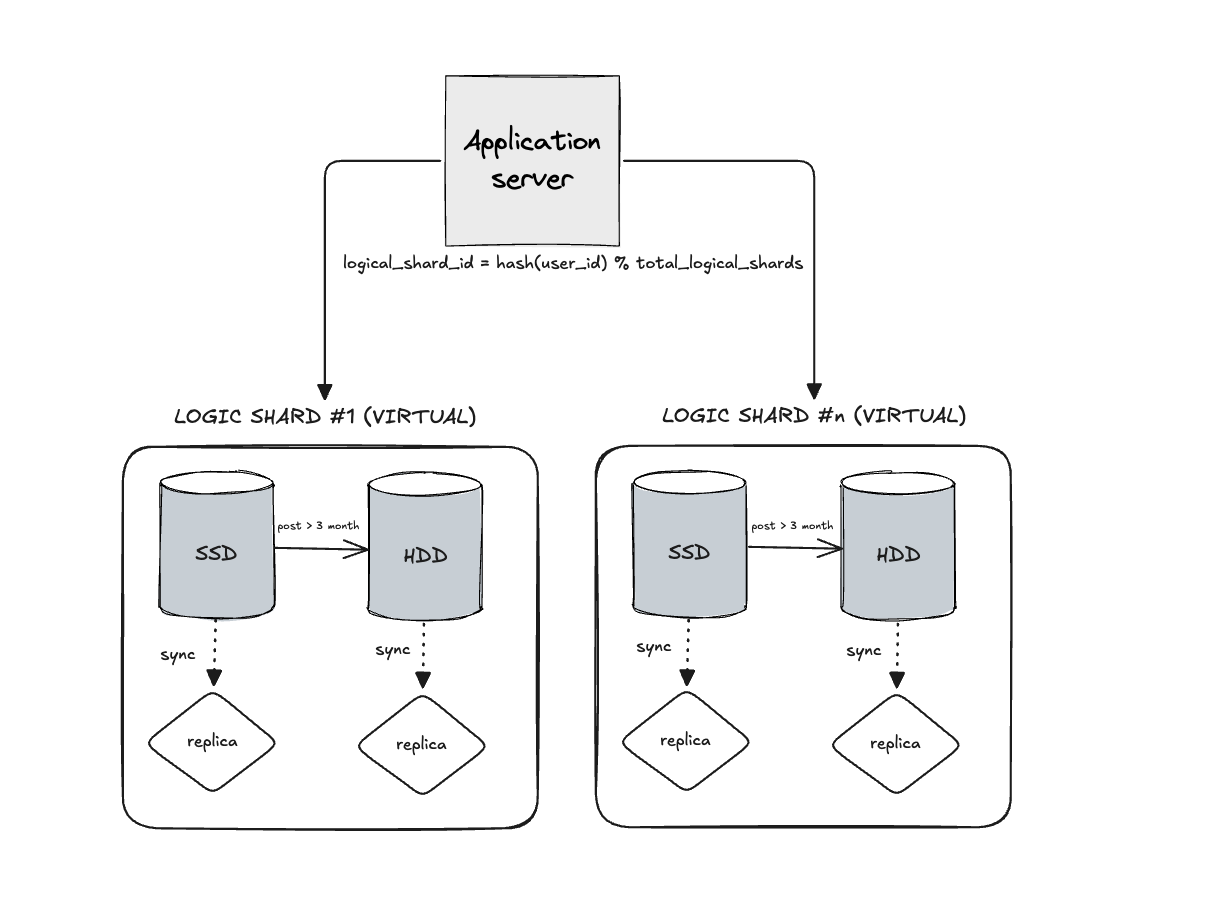 Application
server
logical_shard_id = hash(user_id) % total_logical_shards
LOGIC SHARD #1 (VIRTUAL)
SSD
post > 3 month
HDD
sync
sync
replica
replica
LOGIC SHARD #n (VIRTUAL)
SSD
post > 3 month
HDD
sync
sync
replica
replica